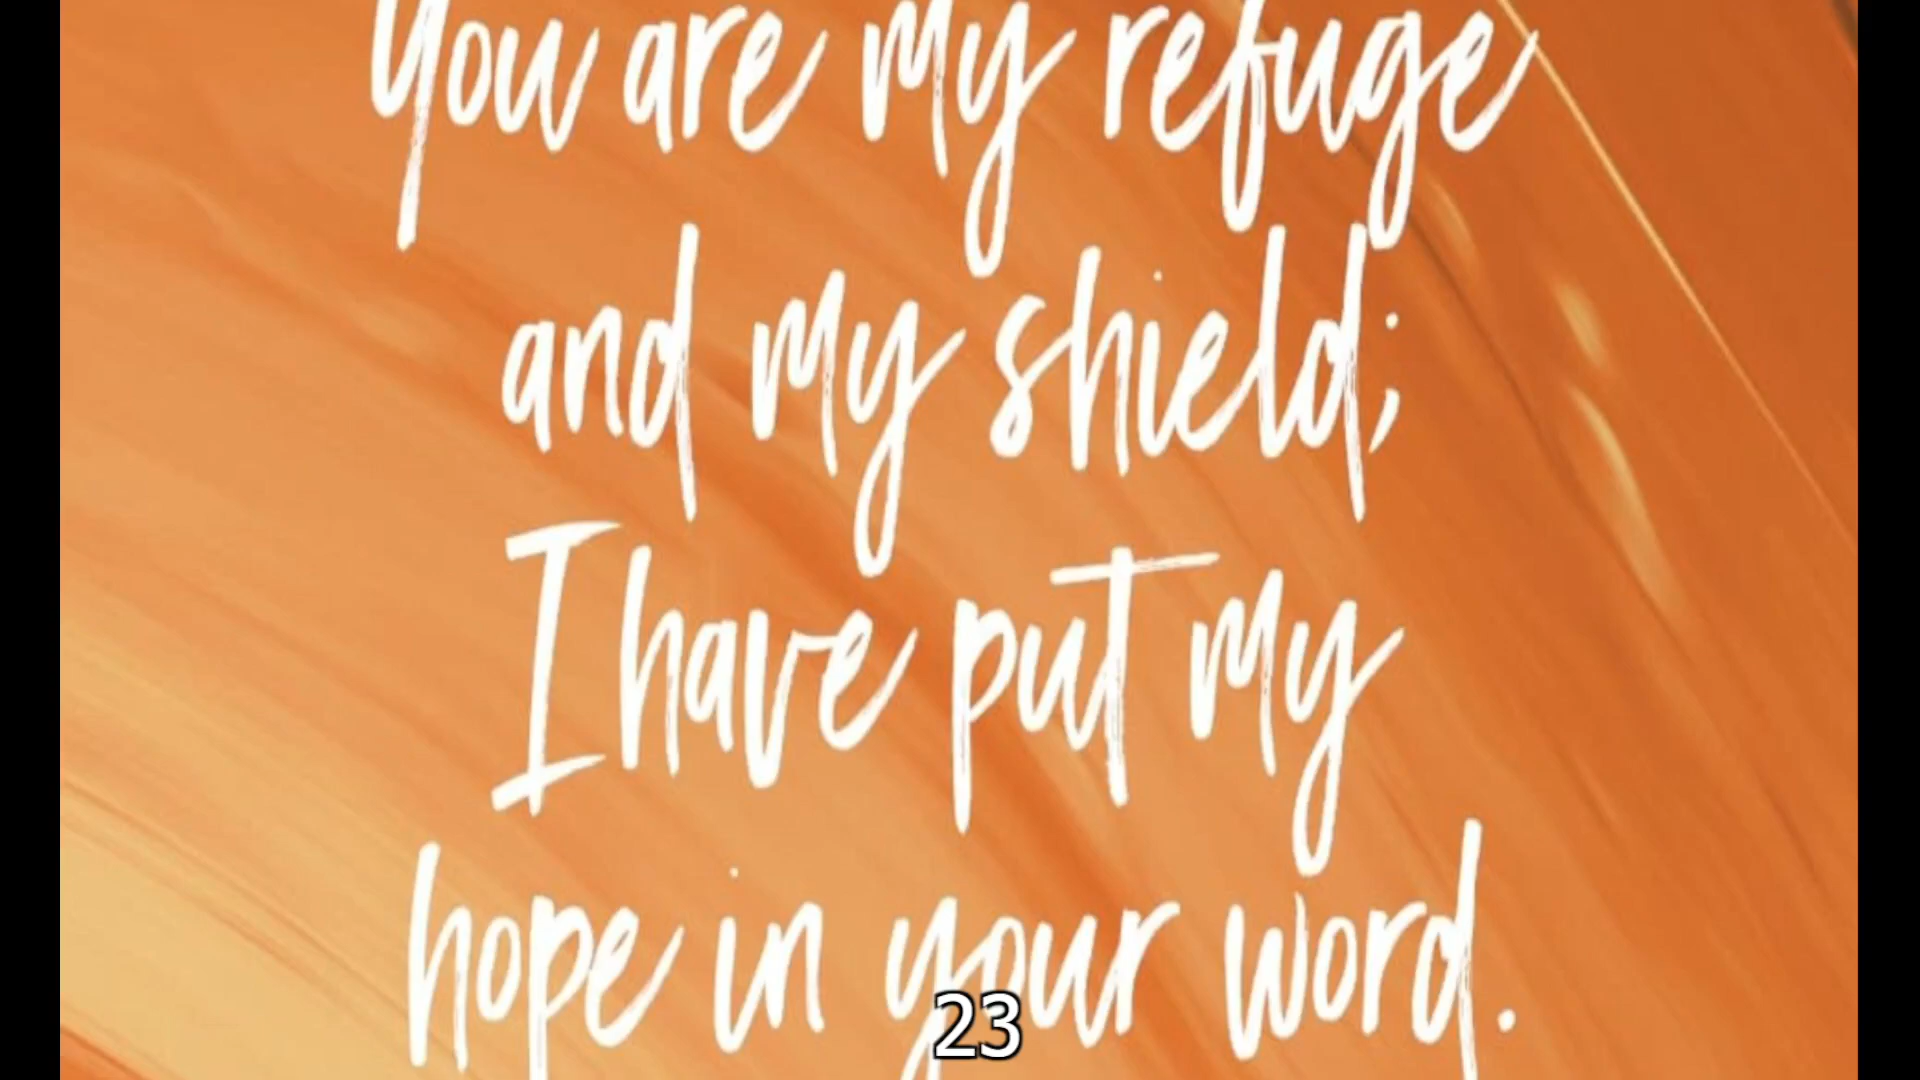 You are my refuge
and my shield;
I have put my
hope in your word.
23